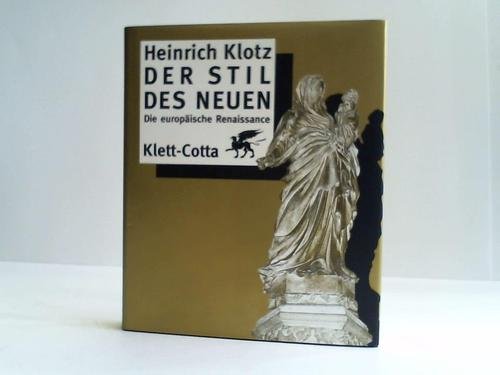 Heinrich Klotz
DER STIL
DES NEUEN
Die europäische Renaissance
Klett-Cotta